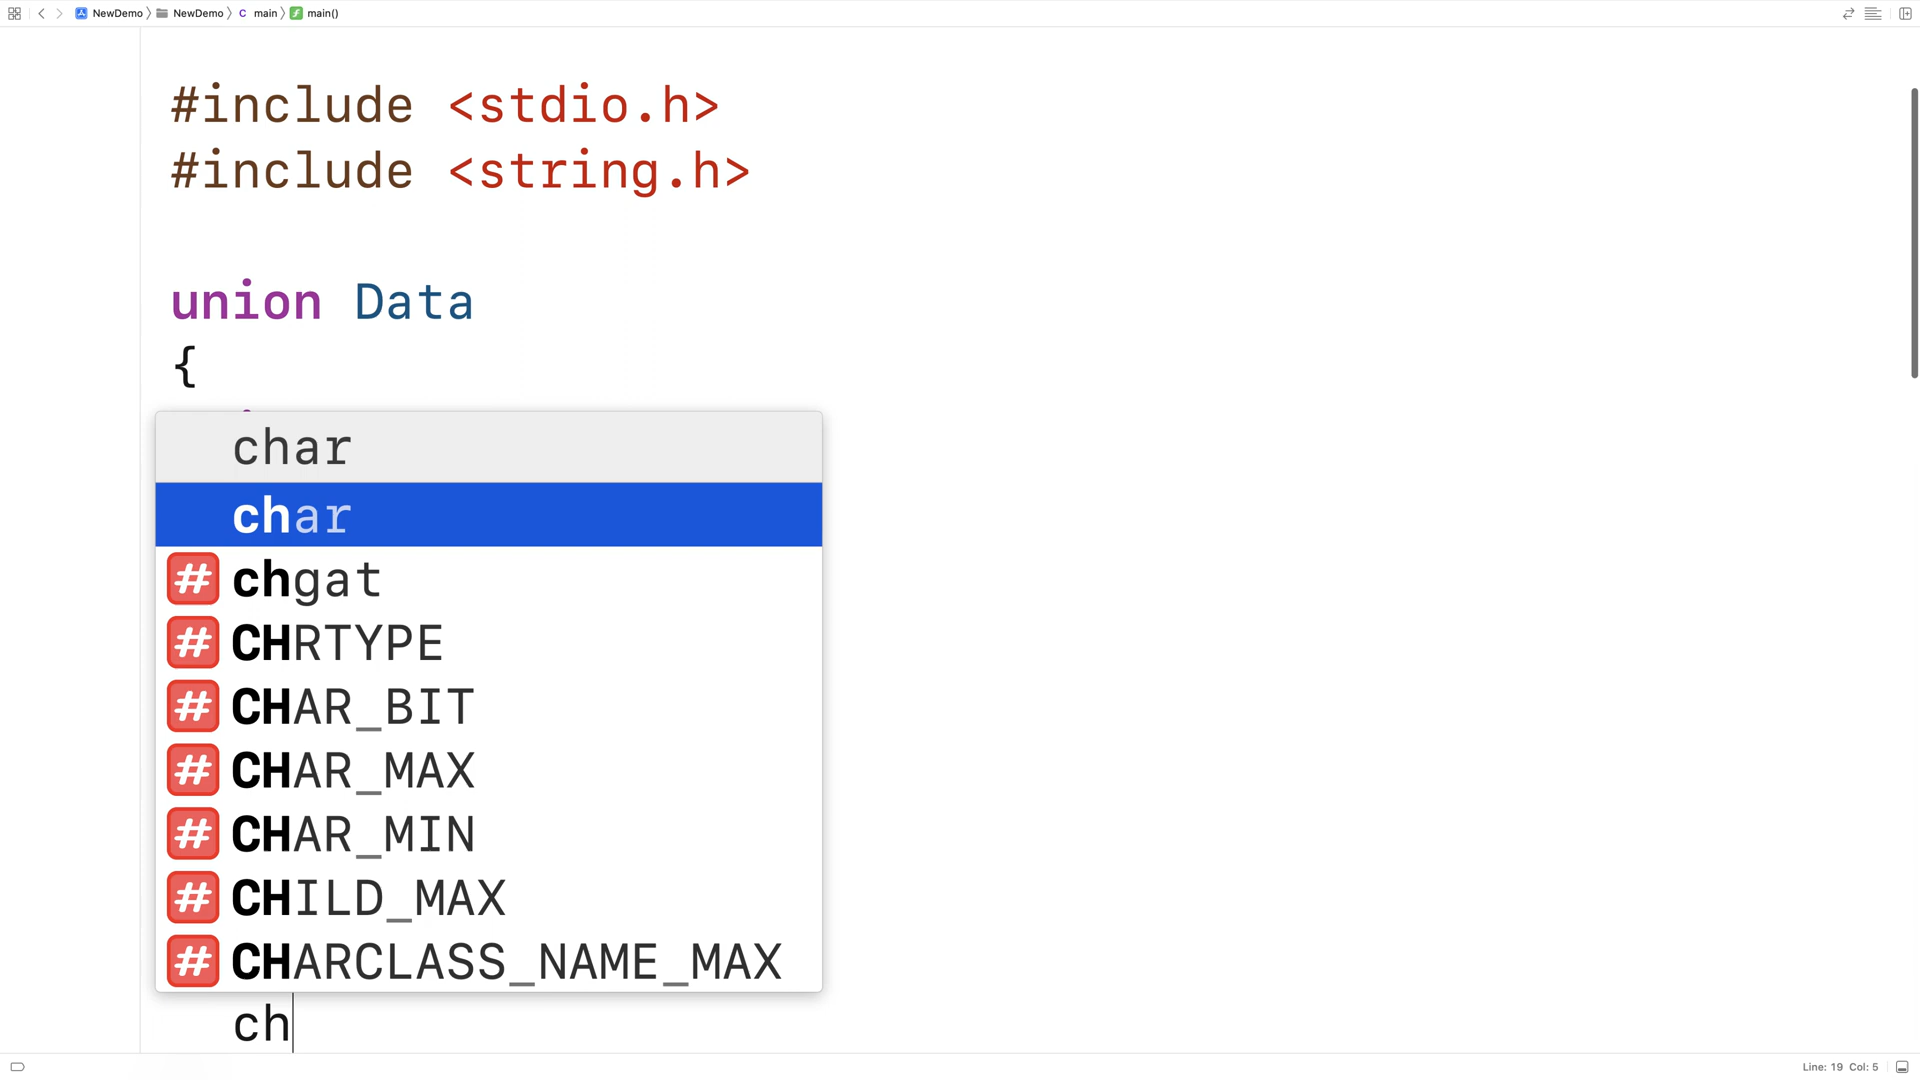 NewDemo NewDemo C main f main()
#include <stdio.h>
#include <string.h>
union Data
{
char
char
# chgat
# CHRTYPE
# CHAR_BIT
# CHAR_MAX
# CHAR_MIN
# CHILD_MAX
# CHARCLASS_NAME_MAX
ch
Line: 19 Col: 5